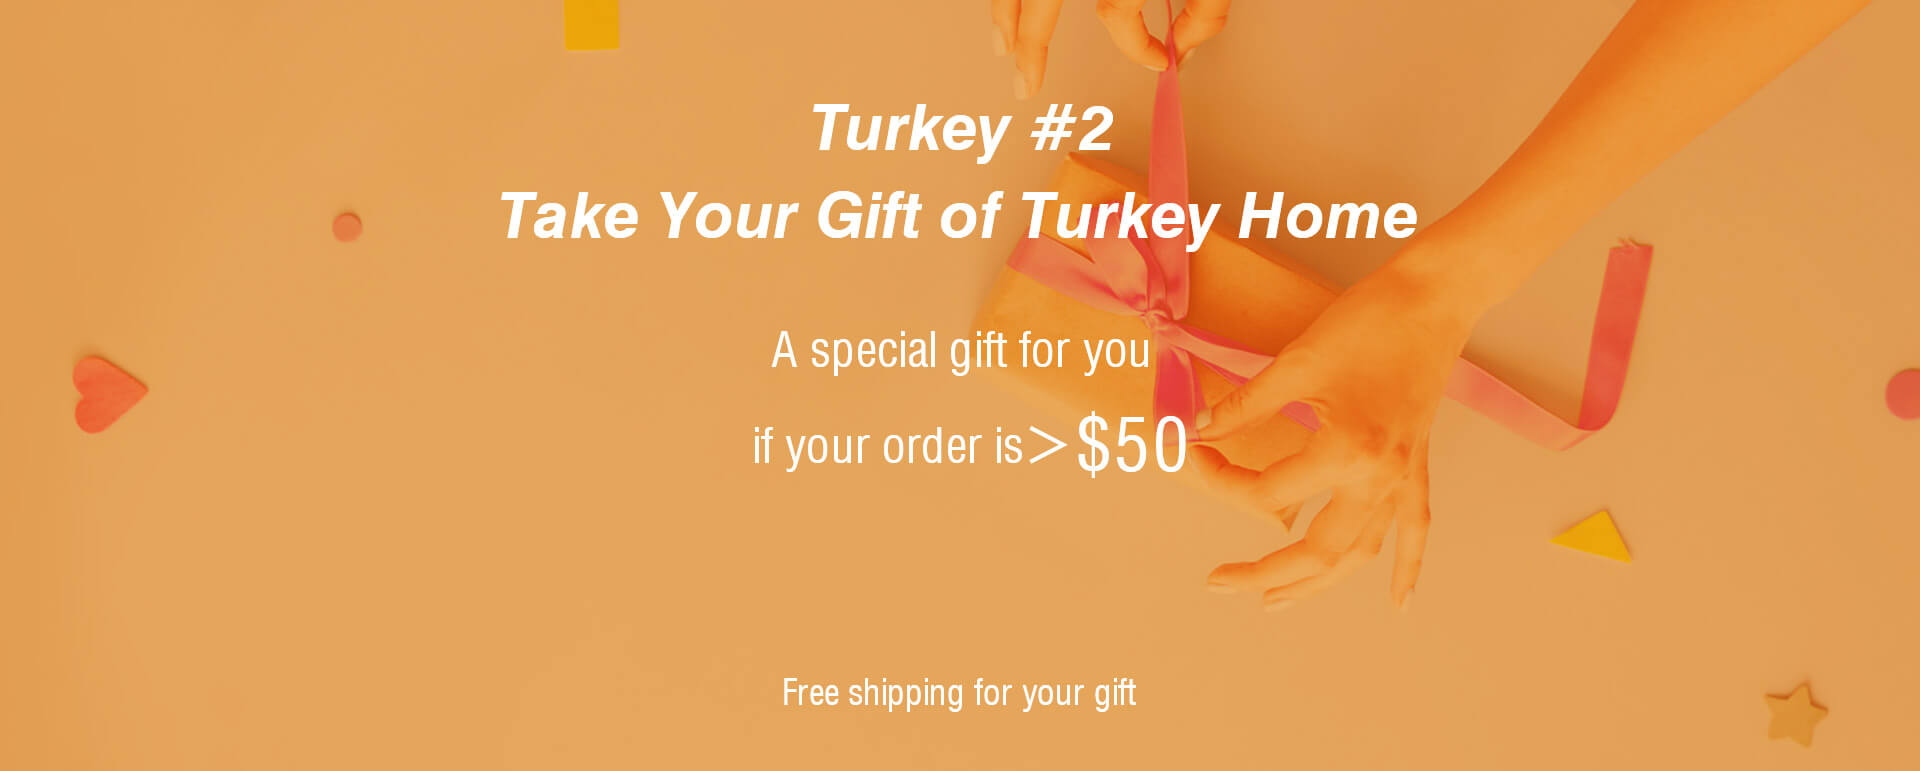 Turkey #2
Take Your Gift of Turkey Home
A special gift for you
if your order is>$50
Free shipping for your gift